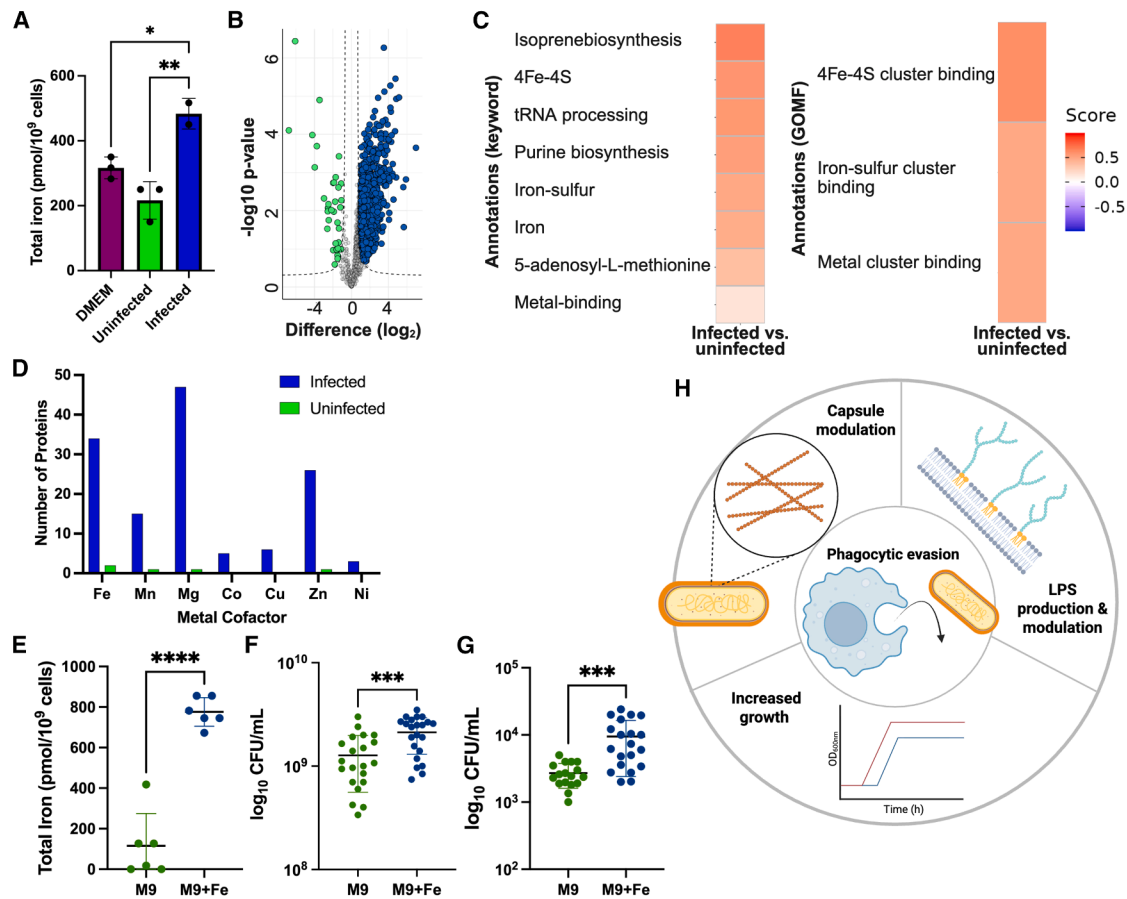 A
Total iron (pmol/10⁹ cells)
600
400
200
0
*
**
DMEM
Uninfected
Infected
B
-log10 p-value
6
4
2
0
-4
0
4
Difference (log₂)
C
Annotations (keyword)
Isoprenebiosynthesis
4Fe-4S
tRNA processing
Purine biosynthesis
Iron-sulfur
Iron
5-adenosyl-L-methionine
Metal-binding
Infected vs.
uninfected
Annotations (GOMF)
4Fe-4S cluster binding
Iron-sulfur cluster
binding
Metal cluster binding
Infected vs.
uninfected
Score
0.5
0.0
-0.5
D
Number of Proteins
50
40
30
20
10
0
Infected
Uninfected
Fe Mn Mg Co Cu Zn Ni
Metal Cofactor
E
Total Iron (pmol/10⁹ cells)
1000
800
600
400
200
0
****
M9 M9+Fe
F
log₁₀ CFU/mL
10¹⁰
10⁹
10⁸
***
M9 M9+Fe
G
log₁₀ CFU/mL
10⁵
10⁴
10³
10²
***
M9 M9+Fe
H
Capsule
modulation
Phagocytic evasion
LPS
production &
modulation
Increased
growth
OD₆₀₀nm
Time (h)